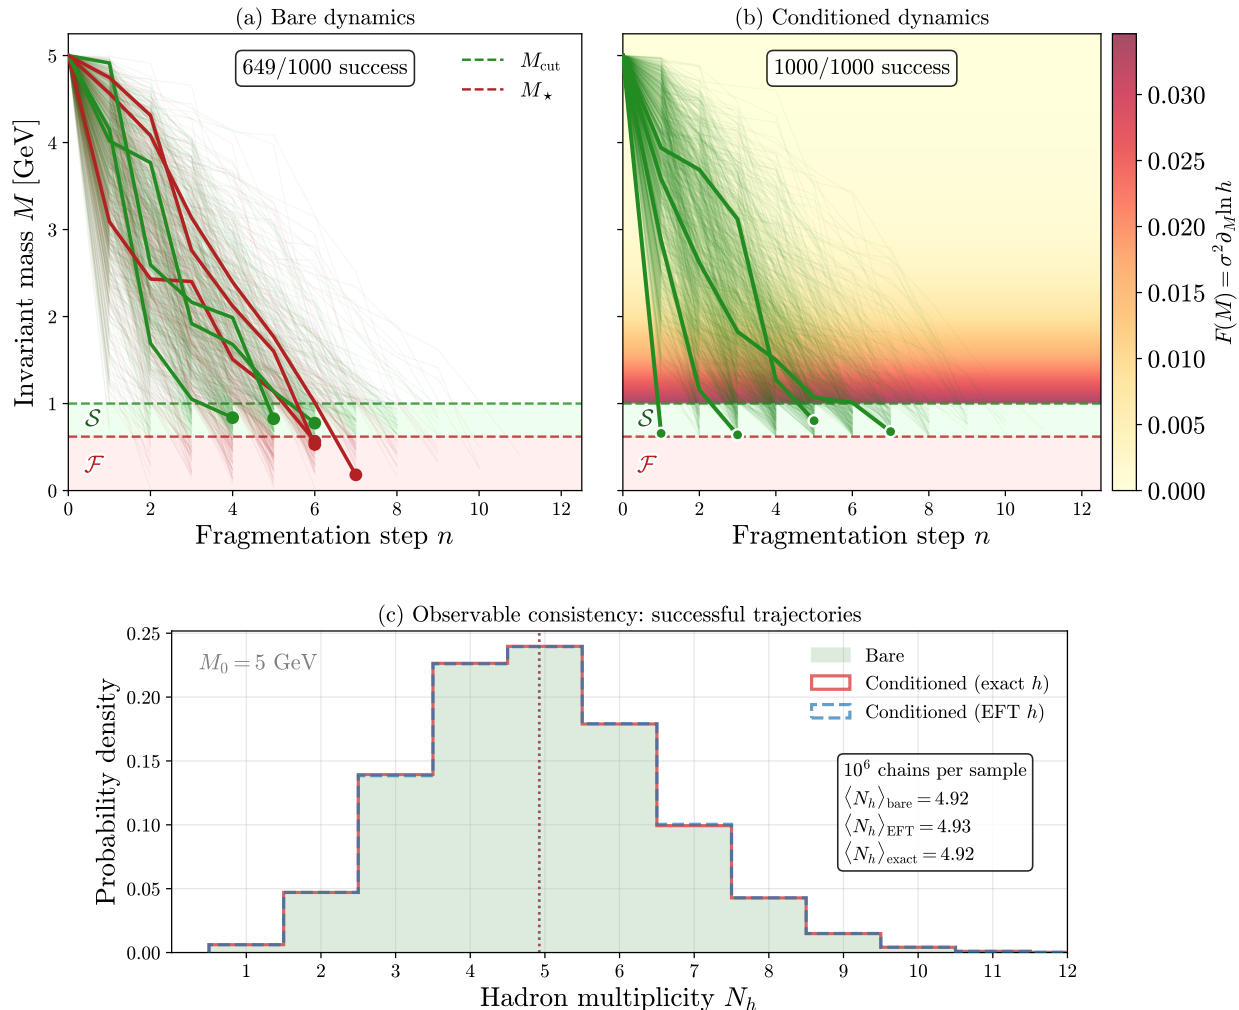 (a) Bare dynamics
649/1000 success
M_cut
M_⋆
5
4
3
2
1
0
Invariant mass M [GeV]
𝒮
ℱ
0 2 4 6 8 10 12
Fragmentation step n
(b) Conditioned dynamics
1000/1000 success
𝒮
ℱ
0 2 4 6 8 10 12
Fragmentation step n
0.030
0.025
0.020
0.015
0.010
0.005
0.000
F(M) = σ²∂_M ln h
(c) Observable consistency: successful trajectories
M₀ = 5 GeV
0.25
0.20
0.15
0.10
0.05
0.00
Probability density
Bare
Conditioned (exact h)
Conditioned (EFT h)
10⁶ chains per sample
⟨N_h⟩_bare = 4.92
⟨N_h⟩_EFT = 4.93
⟨N_h⟩_exact = 4.92
1 2 3 4 5 6 7 8 9 10 11 12
Hadron multiplicity N_h